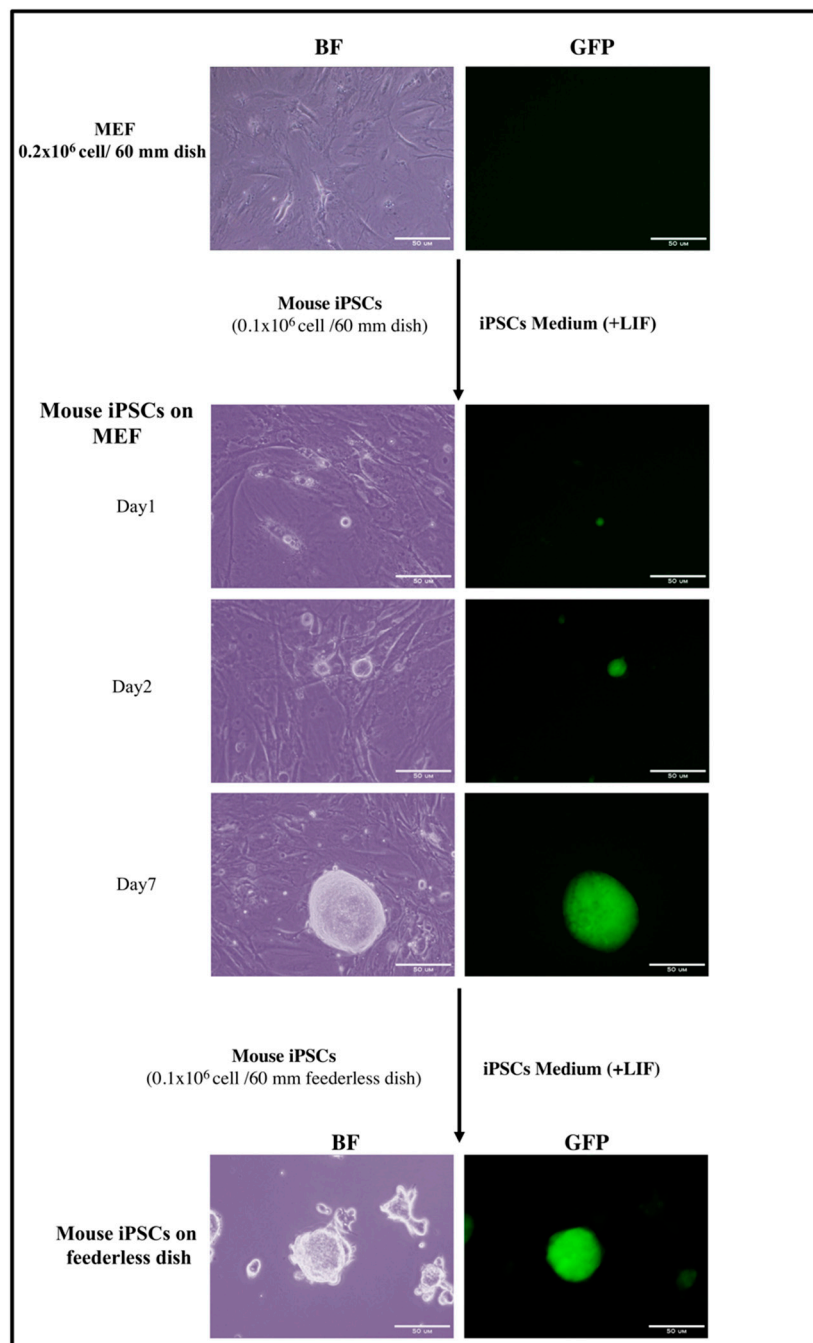 BF GFP
MEF
0.2x10⁶ cell/ 60 mm dish
50 UM 50 UM
Mouse iPSCs
(0.1x10⁶ cell /60 mm dish)
iPSCs Medium (+LIF)
Mouse iPSCs on
MEF
Day1
50 UM 50 UM
Day2
50 UM 50 UM
Day7
50 UM 50 UM
Mouse iPSCs
(0.1x10⁶ cell /60 mm feederless dish)
iPSCs Medium (+LIF)
BF GFP
Mouse iPSCs on
feederless dish
50 UM 50 UM